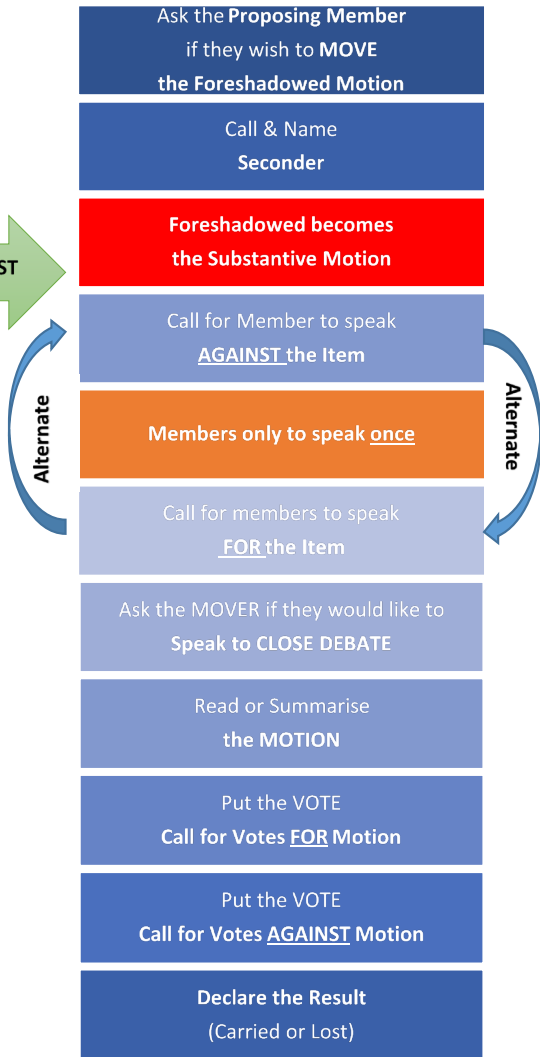 Ask the Proposing Member
if they wish to MOVE
the Foreshadowed Motion
Call & Name
Seconder
Foreshadowed becomes
the Substantive Motion
ST
Call for Member to speak
AGAINST the Item
Alternate
Alternate
Members only to speak once
Call for members to speak
FOR the Item
Ask the MOVER if they would like to
Speak to CLOSE DEBATE
Read or Summarise
the MOTION
Put the VOTE
Call for Votes FOR Motion
Put the VOTE
Call for Votes AGAINST Motion
Declare the Result
(Carried or Lost)